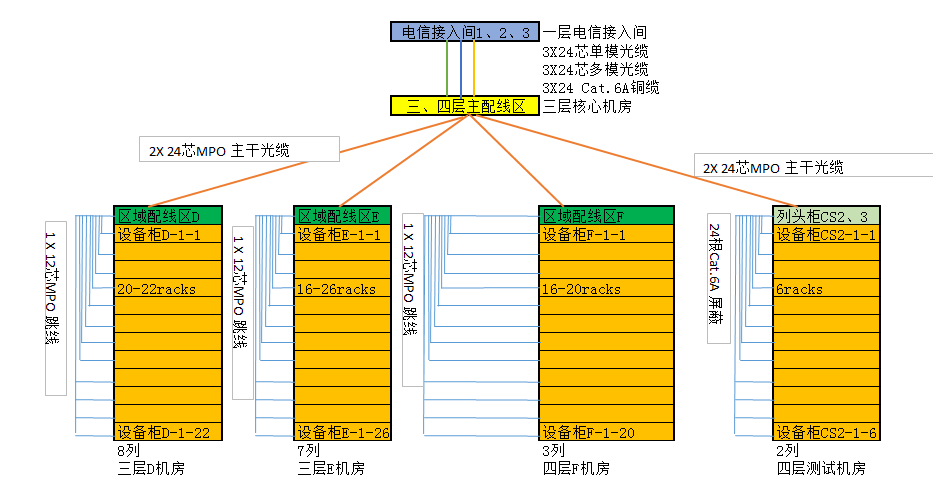 电信接入间1、2、3
一层电信接入间
3X24芯单模光缆
3X24芯多模光缆
3X24 Cat.6A铜缆
三、四层主配线区
三层核心机房
2X 24芯MPO 主干光缆
2X 24芯MPO 主干光缆
区域配线区D
设备柜D-1-1
20-22racks
设备柜D-1-22
1 X 12芯MPO 跳线
8列
三层D机房
区域配线区E
设备柜E-1-1
16-26racks
设备柜E-1-26
1 X 12芯MPO 跳线
7列
三层E机房
区域配线区F
设备柜F-1-1
16-20racks
设备柜F-1-20
1 X 12芯MPO 跳线
3列
四层F机房
列头柜CS2、3
设备柜CS2-1-1
6racks
设备柜CS2-1-6
24根Cat.6A 屏蔽
2列
四层测试机房